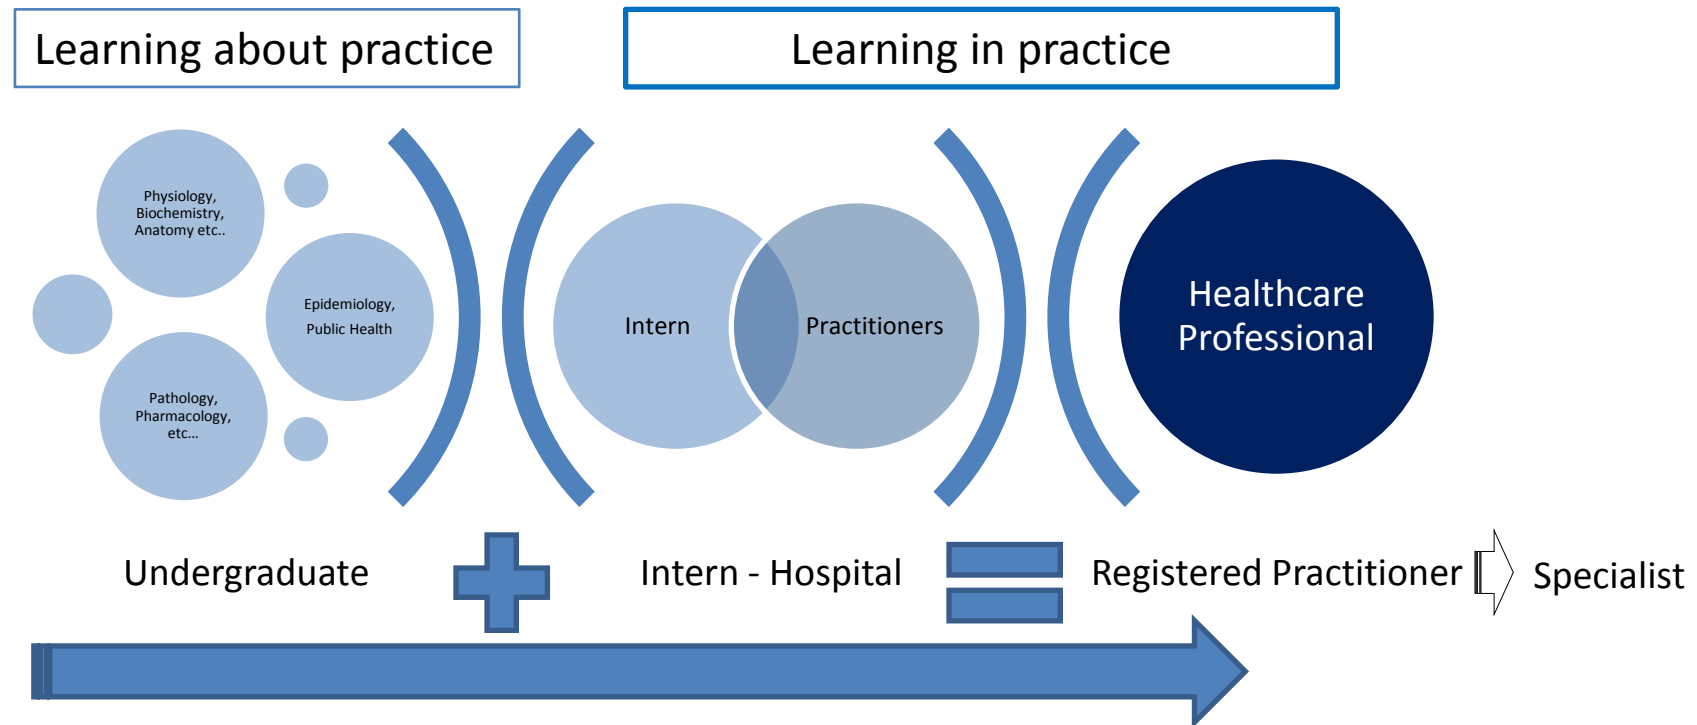 Learning about practice
Learning in practice
Physiology,
Biochemistry,
Anatomy etc..
Epidemiology,
Public Health
Pathology,
Pharmacology,
etc...
Intern
Practitioners
Healthcare
Professional
Undergraduate
Intern - Hospital
Registered Practitioner
Specialist